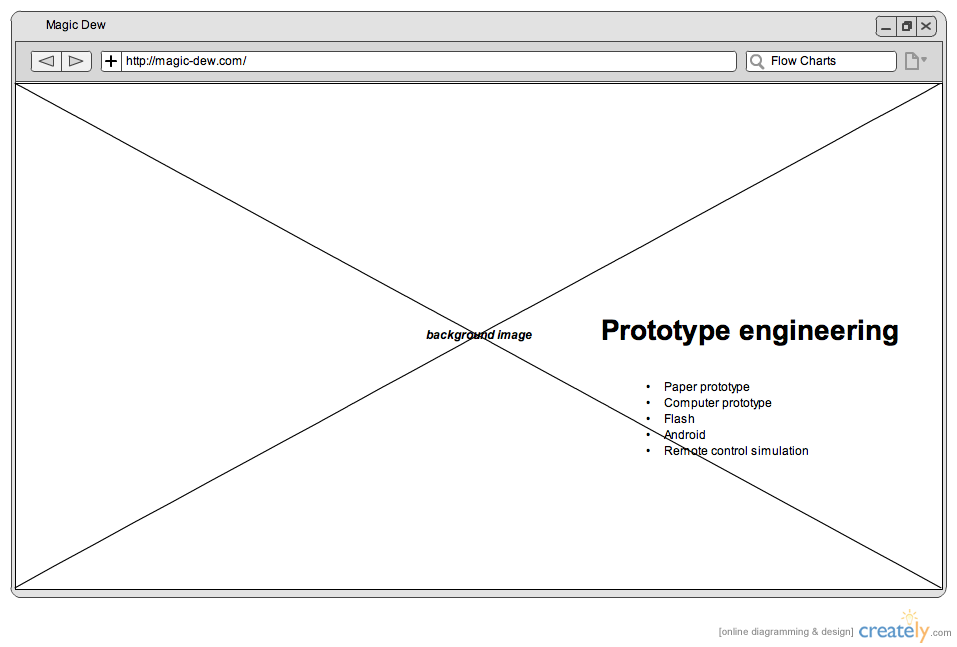 Magic Dew
http://magic-dew.com/
Flow Charts
background image
Prototype engineering
• Paper prototype
• Computer prototype
• Flash
• Android
• Remote control simulation
[online diagramming & design] creately.com